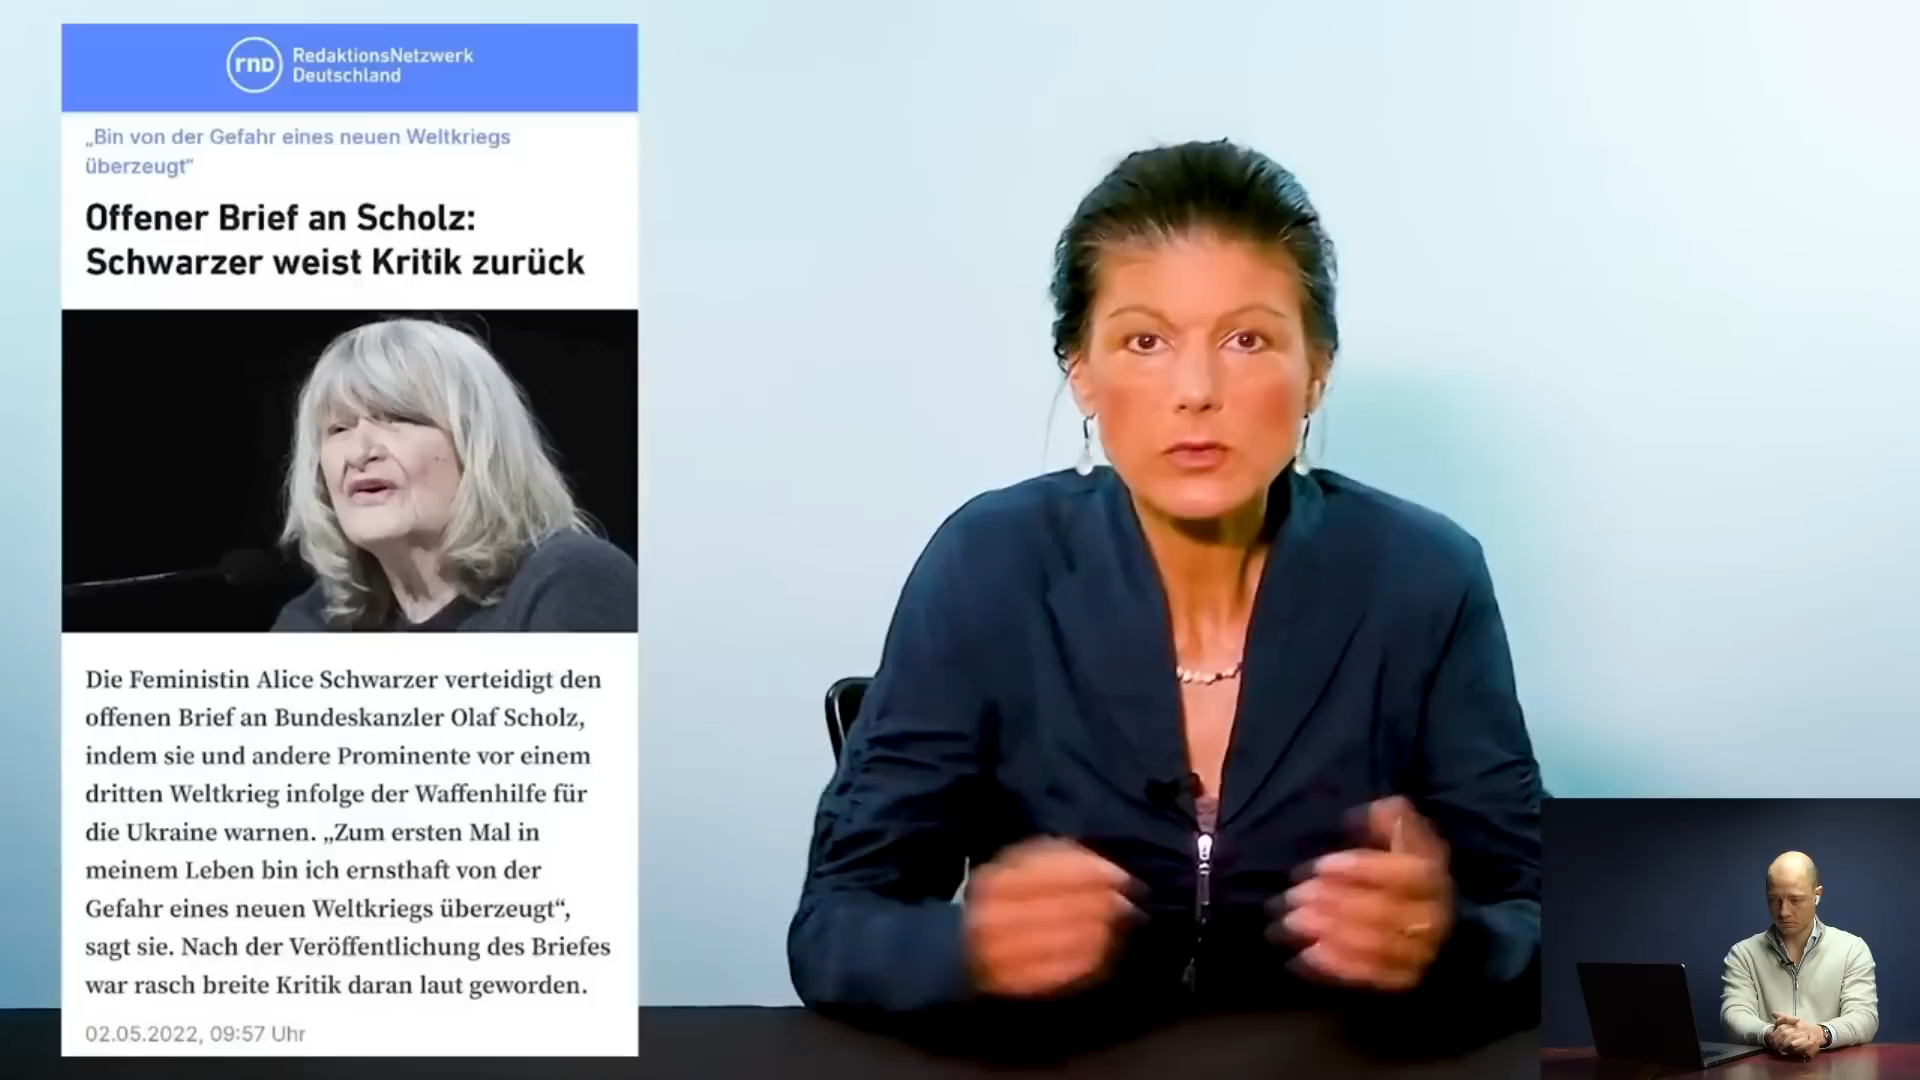 rnd RedaktionsNetzwerk
Deutschland
„Bin von der Gefahr eines neuen Weltkriegs
überzeugt“
Offener Brief an Scholz:
Schwarzer weist Kritik zurück
Die Feministin Alice Schwarzer verteidigt den
offenen Brief an Bundeskanzler Olaf Scholz,
indem sie und andere Prominente vor einem
dritten Weltkrieg infolge der Waffenhilfe für
die Ukraine warnen. „Zum ersten Mal in
meinem Leben bin ich ernsthaft von der
Gefahr eines neuen Weltkriegs überzeugt“,
sagt sie. Nach der Veröffentlichung des Briefes
war rasch breite Kritik daran laut geworden.
02.05.2022, 09:57 Uhr